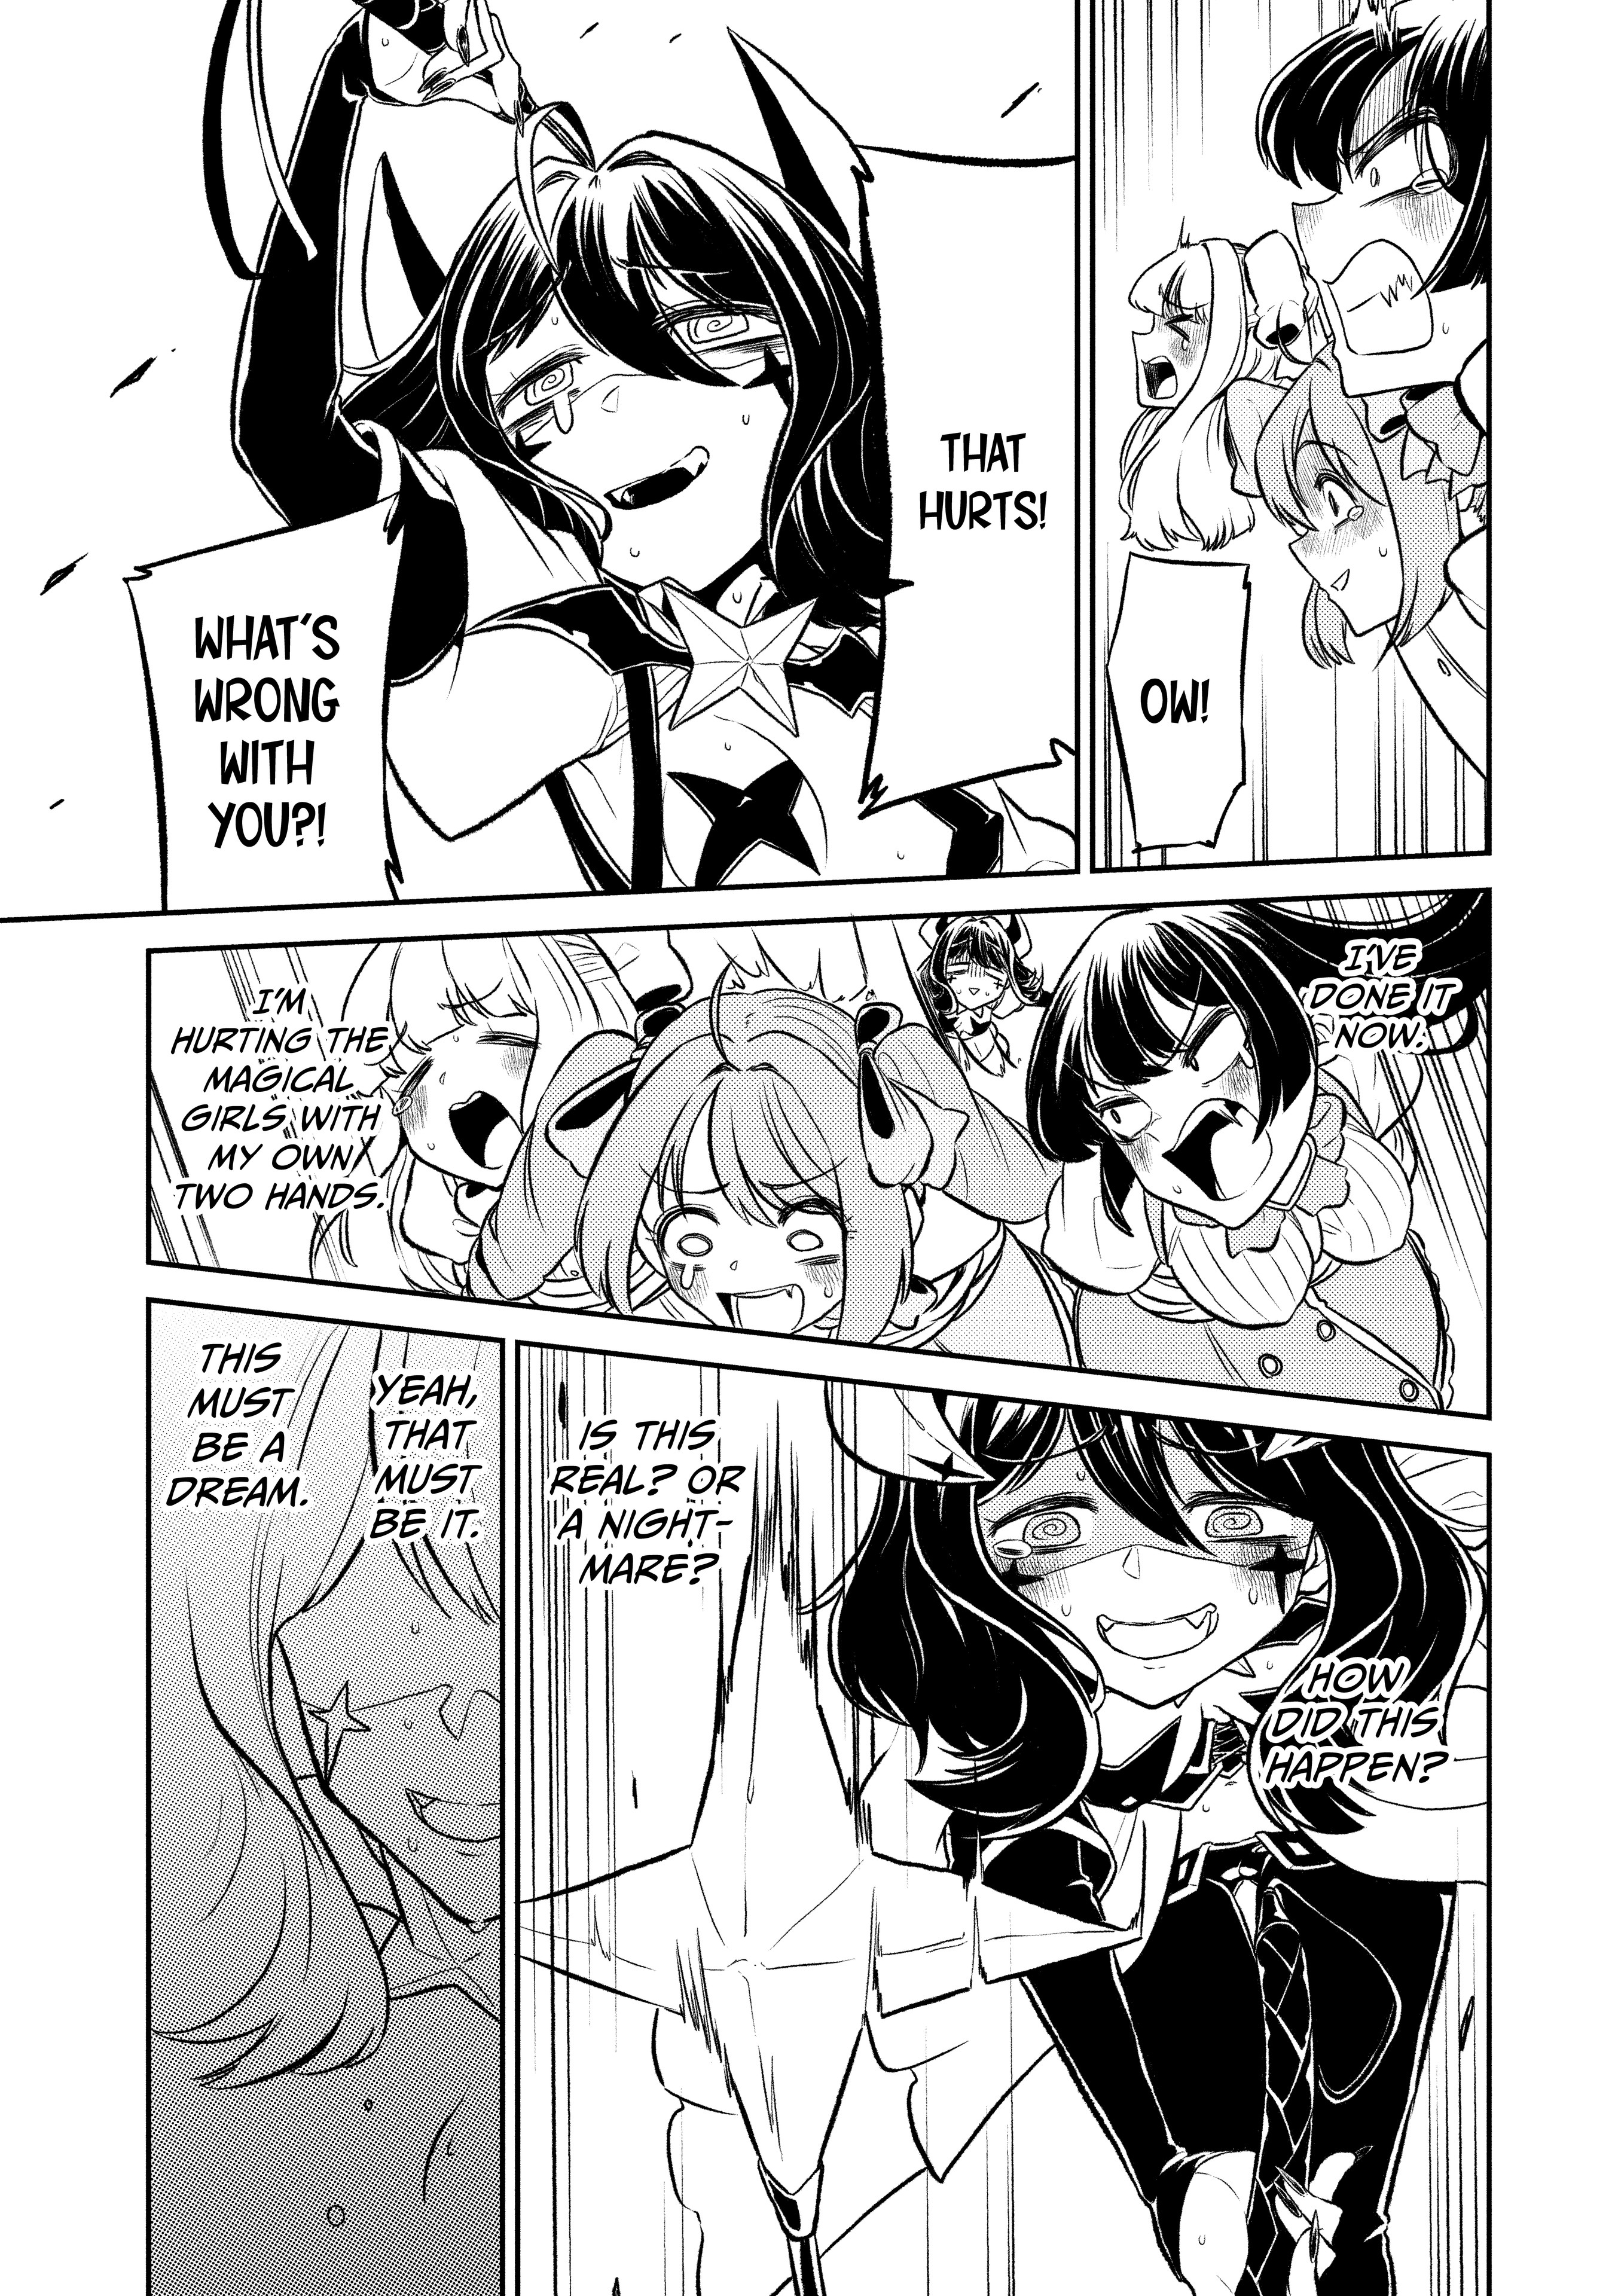 OW!
THAT
HURTS!
WHAT'S
WRONG
WITH
YOU?!
I'VE
DONE IT
NOW.
I'M
HURTING THE
MAGICAL
GIRLS WITH
MY OWN
TWO HANDS.
HOW
DID THIS
HAPPEN?
IS THIS
REAL? OR
A NIGHT-
MARE?
YEAH,
THAT
MUST
BE IT.
THIS
MUST
BE A
DREAM.